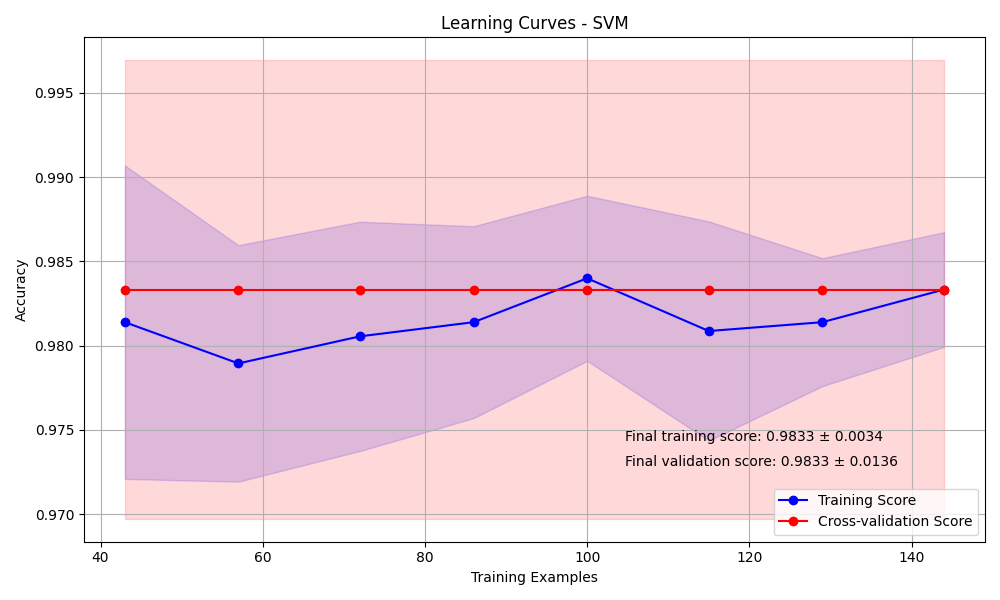 Learning Curves - SVM
0.995
0.990
0.985
0.980
0.975
0.970
Accuracy
Final training score: 0.9833 ± 0.0034
Final validation score: 0.9833 ± 0.0136
Training Score
Cross-validation Score
40
60
80
100
120
140
Training Examples